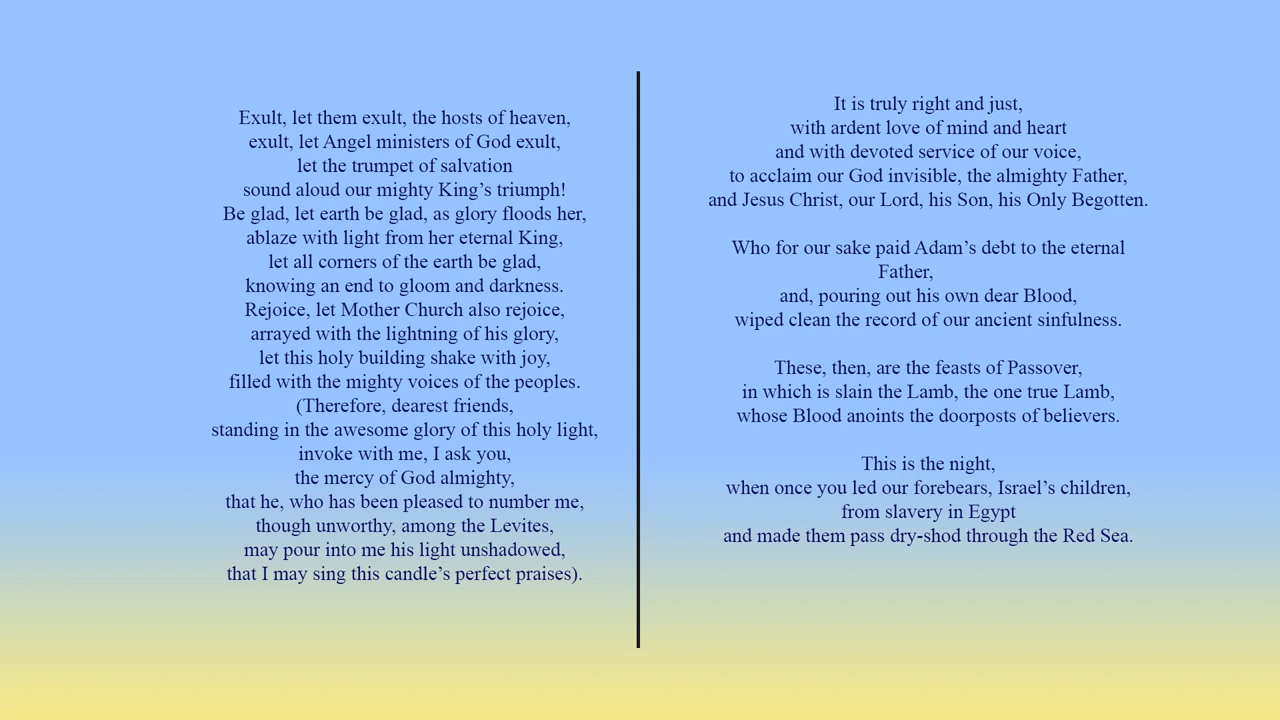 Exult, let them exult, the hosts of heaven,
exult, let Angel ministers of God exult,
let the trumpet of salvation
sound aloud our mighty King’s triumph!
Be glad, let earth be glad, as glory floods her,
ablaze with light from her eternal King,
let all corners of the earth be glad,
knowing an end to gloom and darkness.
Rejoice, let Mother Church also rejoice,
arrayed with the lightning of his glory,
let this holy building shake with joy,
filled with the mighty voices of the peoples.
(Therefore, dearest friends,
standing in the awesome glory of this holy light,
invoke with me, I ask you,
the mercy of God almighty,
that he, who has been pleased to number me,
though unworthy, among the Levites,
may pour into me his light unshadowed,
that I may sing this candle’s perfect praises).
It is truly right and just,
with ardent love of mind and heart
and with devoted service of our voice,
to acclaim our God invisible, the almighty Father,
and Jesus Christ, our Lord, his Son, his Only Begotten.
Who for our sake paid Adam’s debt to the eternal
Father,
and, pouring out his own dear Blood,
wiped clean the record of our ancient sinfulness.
These, then, are the feasts of Passover,
in which is slain the Lamb, the one true Lamb,
whose Blood anoints the doorposts of believers.
This is the night,
when once you led our forebears, Israel’s children,
from slavery in Egypt
and made them pass dry-shod through the Red Sea.